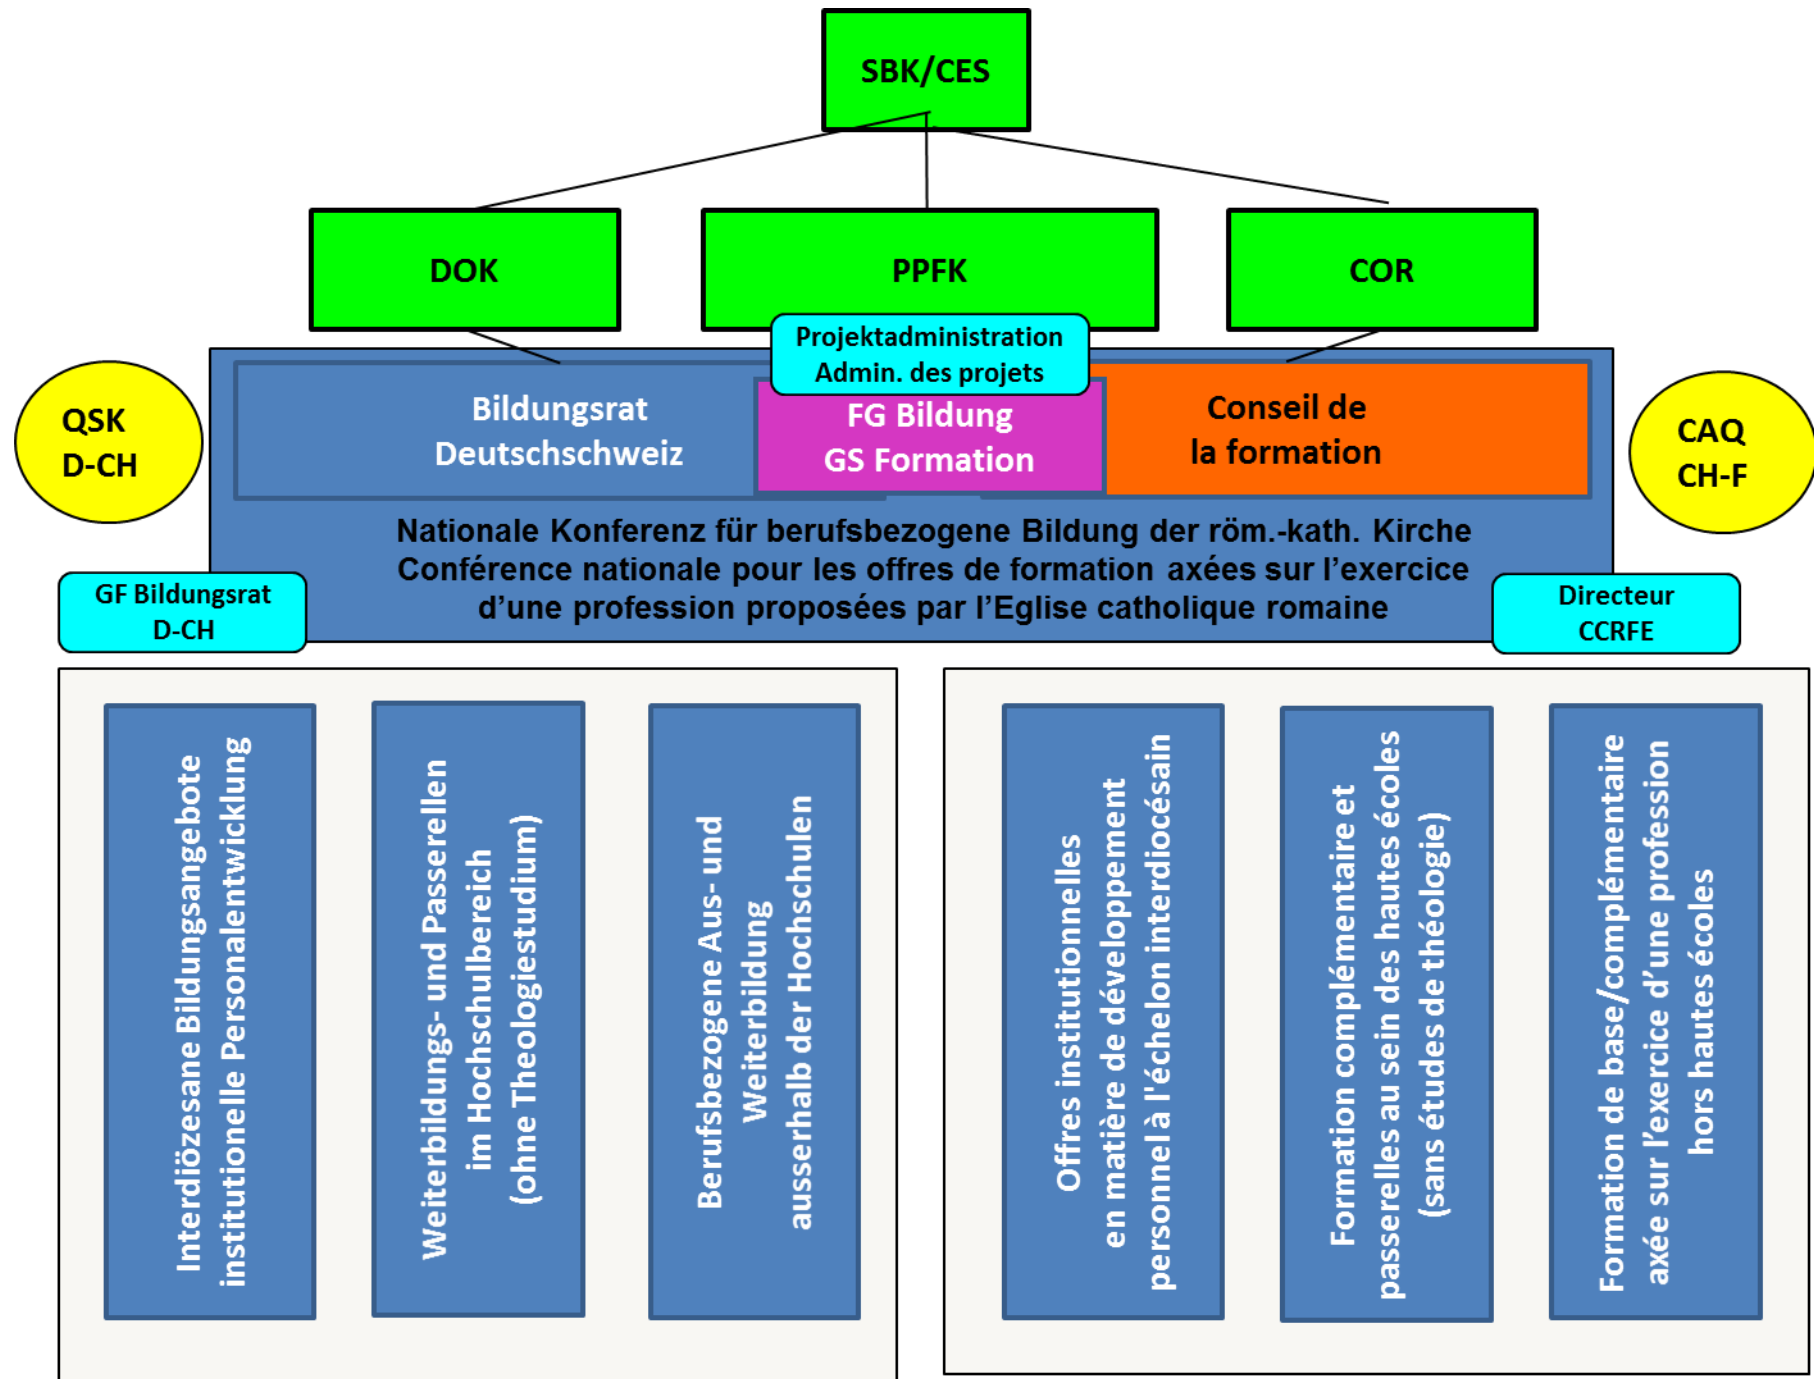 SBK/CES
DOK
PPFK
COR
Projektadministration
Admin. des projets
QSK
D-CH
Bildungsrat
Deutschschweiz
FG Bildung
GS Formation
Conseil de
la formation
CAQ
CH-F
Nationale Konferenz für berufsbezogene Bildung der röm.-kath. Kirche
Conférence nationale pour les offres de formation axées sur l’exercice
d’une profession proposées par l’Eglise catholique romaine
GF Bildungsrat
D-CH
Directeur
CCRFE
Interdiözesane Bildungsangebote
institutionelle Personalentwicklung
Weiterbildungs- und Passerellen
im Hochschulbereich
(ohne Theologiestudium)
Berufsbezogene Aus- und
Weiterbildung
ausserhalb der Hochschulen
Offres institutionnelles
en matière de développement
personnel à l'échelon interdiocésain
Formation complémentaire et
passerelles au sein des hautes écoles
(sans études de théologie)
Formation de base/complémentaire
axée sur l’exercice d’une profession
hors hautes écoles